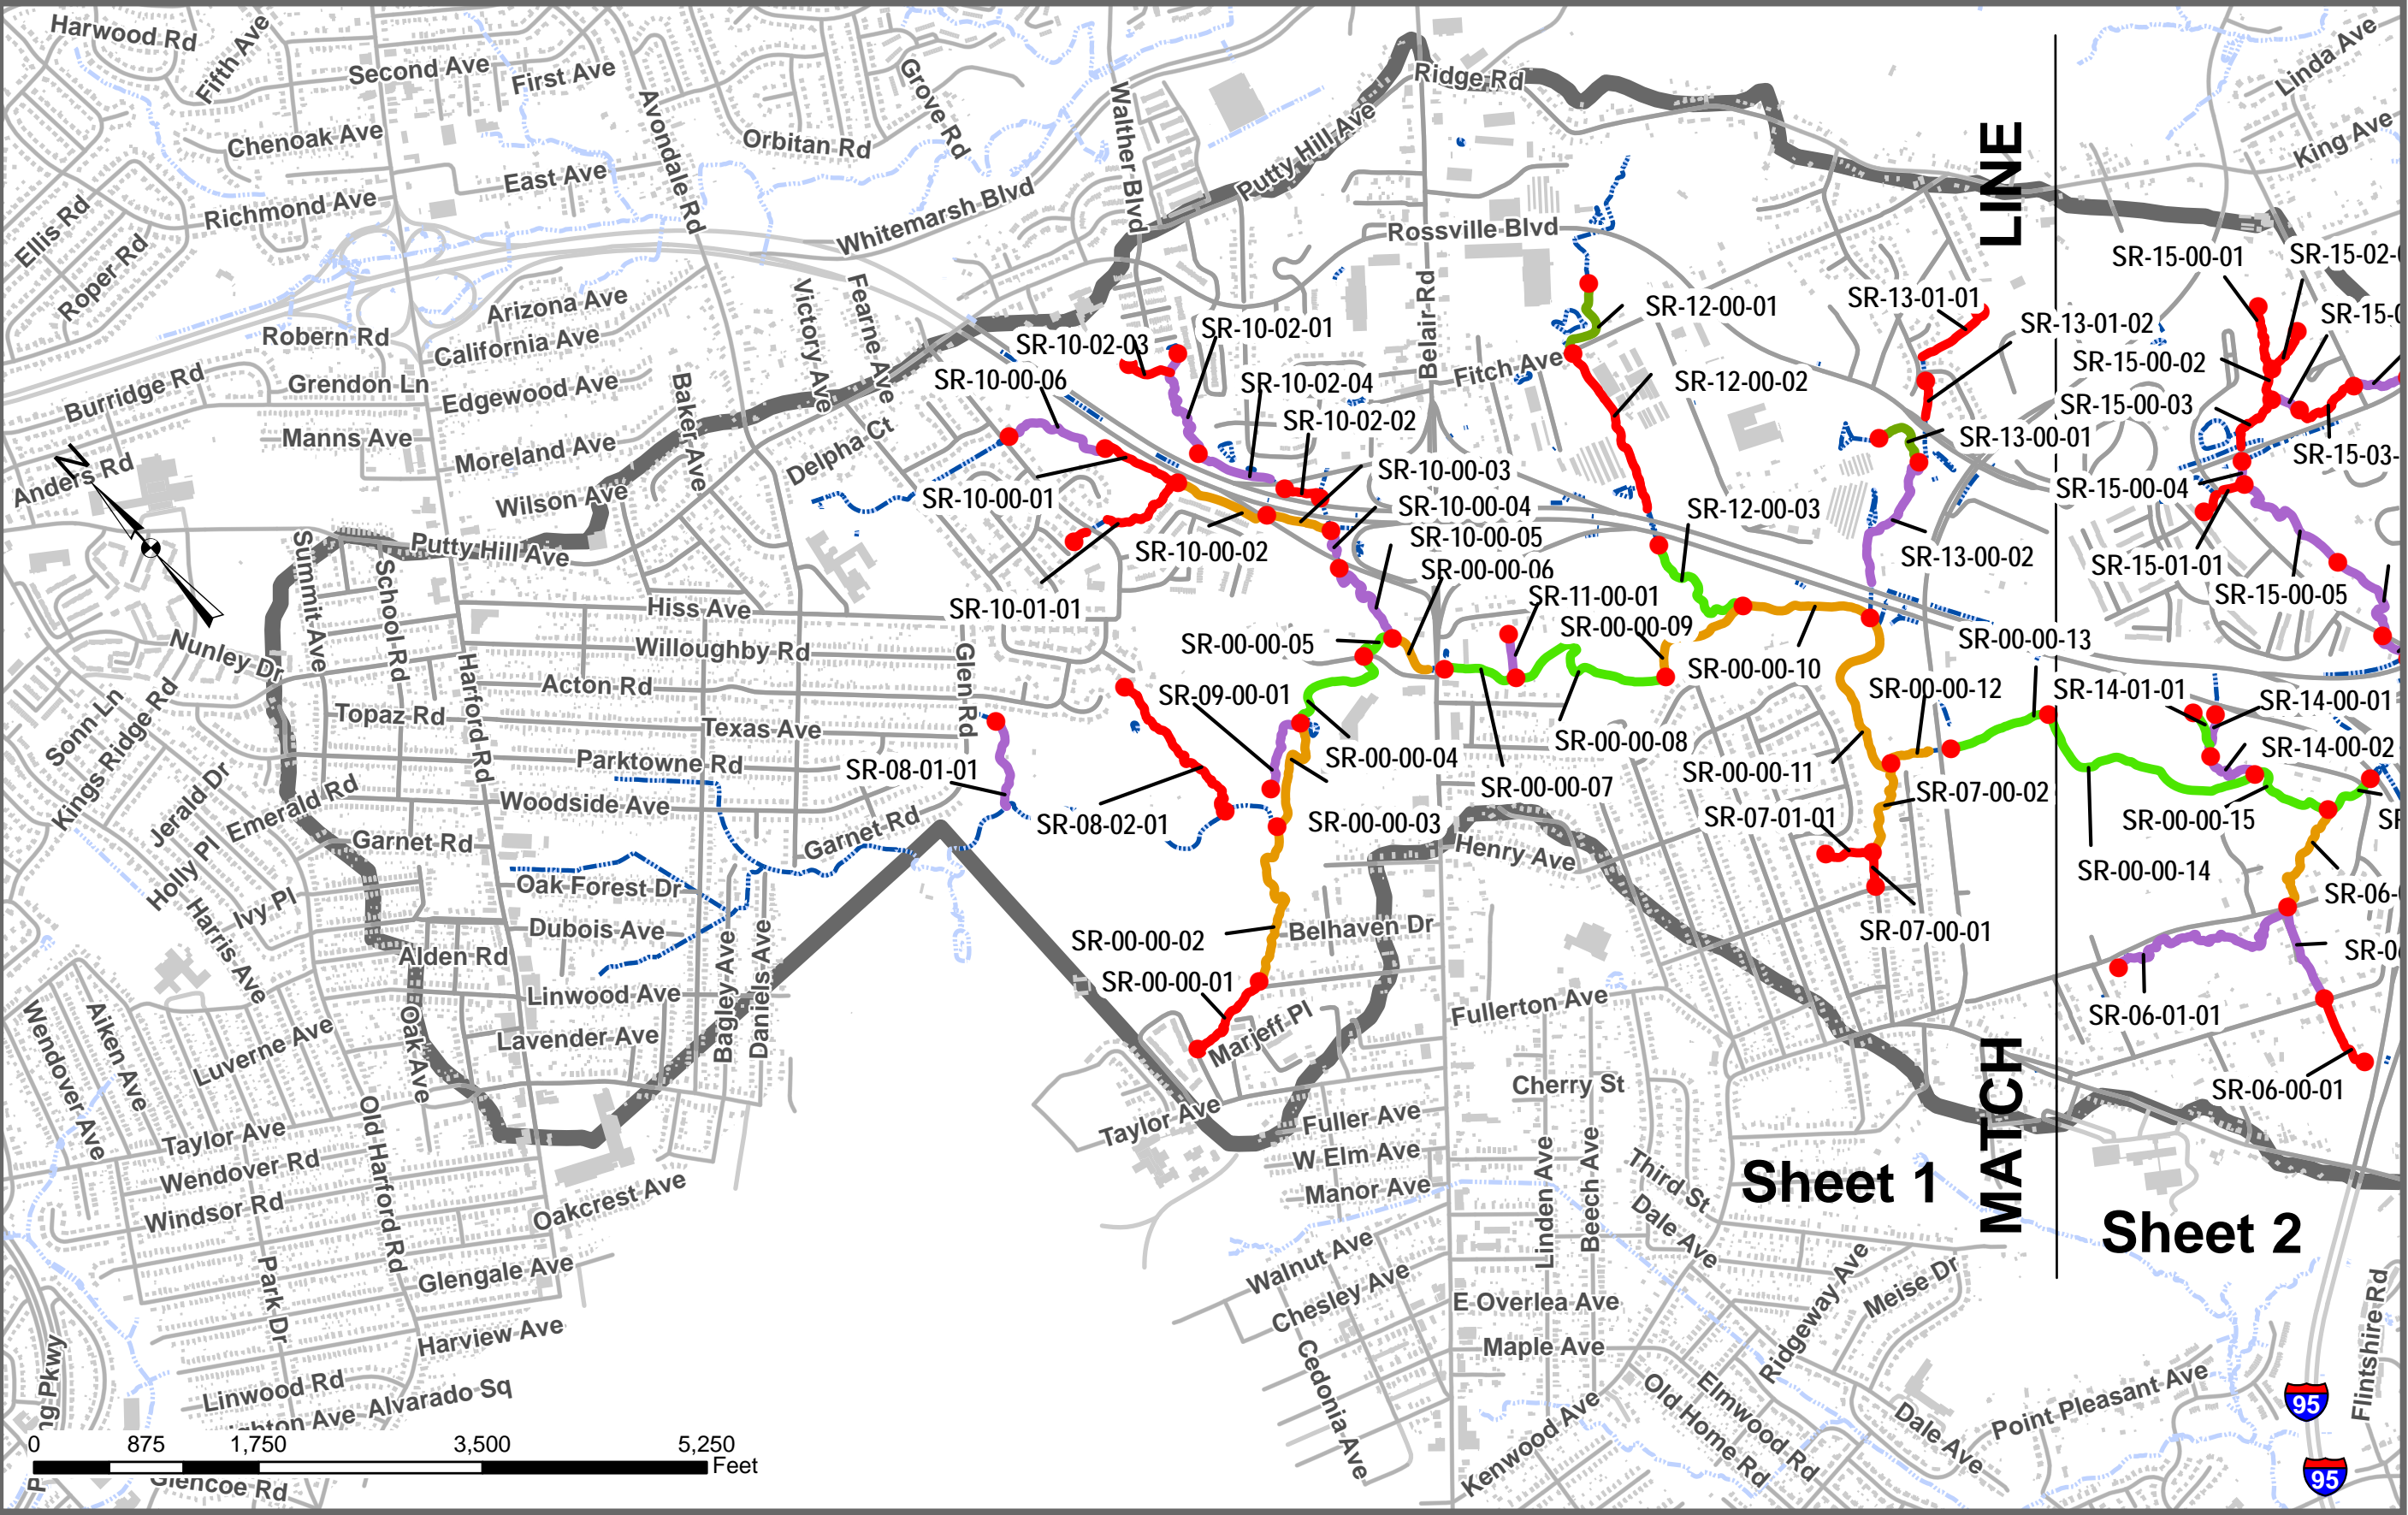 Harwood Rd
Fifth Ave
Second Ave
First Ave
Grove Rd
Avondale Rd
Orbitan Rd
Walther Blvd
Putty Hill Ave
Ridge Rd
Linda Ave
King Ave
Chenoak Ave
East Ave
Richmond Ave
Ellis Rd
Roper Rd
Whitemarsh Blvd
Rossville Blvd
LINE
SR-15-00-01
SR-15-02-0
Arizona Ave
California Ave
Robern Rd
Victory Ave
Fearne Ave
Belair Rd
SR-12-00-01
SR-13-01-01
SR-13-01-02
SR-15-0
SR-10-02-01
SR-10-02-03
SR-10-00-06
SR-10-02-04
SR-10-02-02
Fitch Ave
SR-12-00-02
SR-15-00-02
SR-15-00-03
SR-13-00-01
SR-15-03-
Burridge Rd
Grendon Ln
Edgewood Ave
Baker Ave
Manns Ave
Moreland Ave
Delpha Ct
Anders Rd
N
Wilson Ave
SR-10-00-03
SR-10-00-01
SR-10-00-04
SR-10-00-05
SR-10-00-02
SR-00-00-06
SR-12-00-03
SR-15-00-04
SR-13-00-02
SR-15-01-01
SR-15-00-05
Putty Hill Ave
Summit Ave
School Rd
SR-10-01-01
SR-11-00-01
SR-00-00-09
Hiss Ave
Willoughby Rd
Glen Rd
SR-00-00-05
SR-00-00-10
SR-00-00-13
Nunley Dr
Harford Rd
Acton Rd
SR-09-00-01
SR-00-00-12
SR-14-01-01
SR-14-00-01
Sonn Ln
Kings Ridge Rd
Topaz Rd
Texas Ave
SR-00-00-04
SR-00-00-08
SR-14-00-02
Parktowne Rd
SR-08-01-01
SR-00-00-07
SR-00-00-11
SR-07-00-02
Jerald Dr
Emerald Rd
Woodside Ave
Garnet Rd
SR-08-02-01
SR-00-00-03
SR-07-01-01
SR-00-00-15
Holly Pl
Garnet Rd
Henry Ave
SR-00-00-14
Oak Forest Dr
Ivy Pl
Harris Ave
Dubois Ave
SR-00-00-02
Belhaven Dr
SR-07-00-01
SR-06-
SR-0
Alden Rd
Bagley Ave
Daniels Ave
SR-00-00-01
Linwood Ave
Fullerton Ave
SR-06-01-01
Wendover Ave
Aiken Ave
Luverne Ave
Oak Ave
Lavender Ave
Marjeff Pl
MATCH
Cherry St
SR-06-00-01
Taylor Ave
Old Harford Rd
Taylor Ave
Fuller Ave
Wendover Rd
W Elm Ave
Linden Ave
Beech Ave
Third St
Sheet 1
Windsor Rd
Oakcrest Ave
Manor Ave
Dale Ave
Sheet 2
Park Dr
Glengale Ave
Walnut Ave
Chesley Ave
Ridgeway Ave
Meise Dr
E Overlea Ave
Harview Ave
Maple Ave
Cedonia Ave
Flintshire Rd
ng Pkwy
Linwood Rd
Alvarado Sq
Kenwood Ave
Old Home Rd
Elmwood Rd
Dale Ave
Point Pleasant Ave
95
0 875 1,750 3,500 5,250
Feet
Glencoe Rd
95